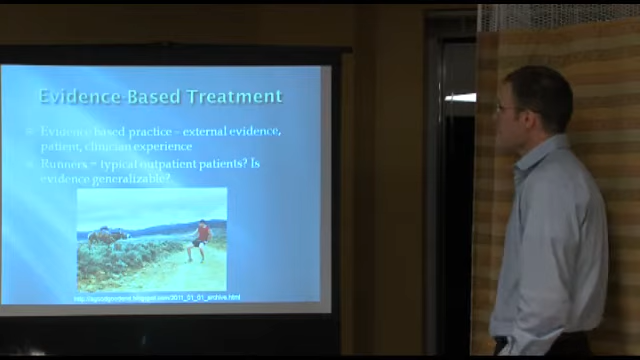 Evidence-Based Treatment
Evidence based practice – external evidence,
patient, clinician experience
Runners = typical outpatient patients? Is
evidence generalizable?